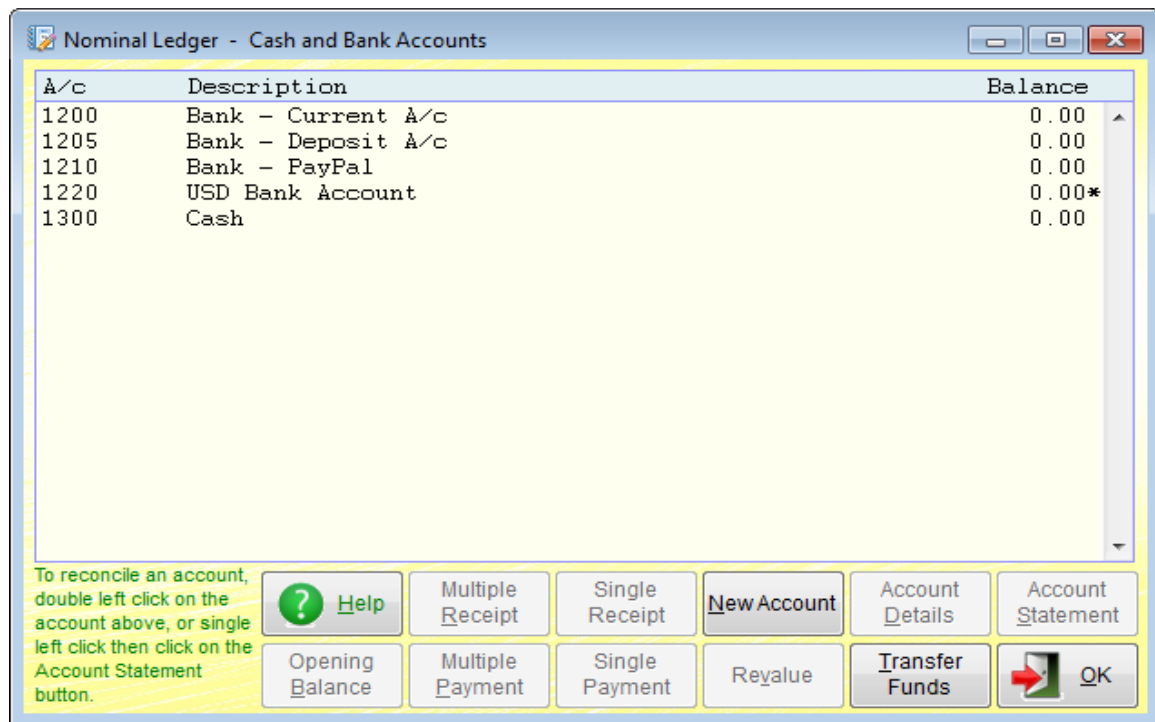 Nominal Ledger - Cash and Bank Accounts
A/c Description Balance
1200 Bank - Current A/c 0.00
1205 Bank - Deposit A/c 0.00
1210 Bank - PayPal 0.00
1220 USD Bank Account 0.00*
1300 Cash 0.00
To reconcile an account,
double left click on the
account above, or single
left click then click on the
Account Statement
button.
Help
Multiple
Receipt
Single
Receipt
New Account
Account
Details
Account
Statement
Opening
Balance
Multiple
Payment
Single
Payment
Revalue
Transfer
Funds
OK